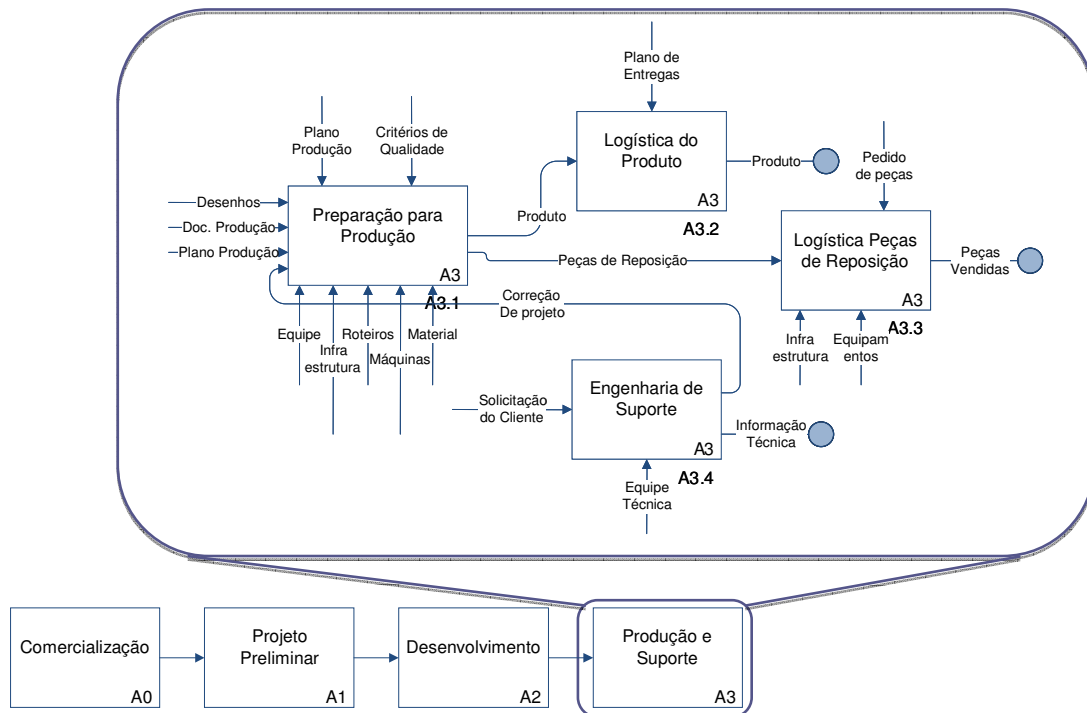 Plano de
Entregas
Logística do
Produto
A3
A3.2
Produto
Plano
Produção
Critérios de
Qualidade
Pedido
de peças
Desenhos
Doc. Produção
Plano Produção
Preparação para
Produção
A3
A3.1
Produto
Peças de Reposição
Logística Peças
de Reposição
A3
A3.3
Peças
Vendidas
Correção
De projeto
Equipe
Infra
estrutura
Roteiros
Máquinas
Material
Infra
estrutura
Equipam
entos
Solicitação
do Cliente
Engenharia de
Suporte
A3
A3.4
Informação
Técnica
Equipe
Técnica
Comercialização
A0
Projeto
Preliminar
A1
Desenvolvimento
A2
Produção e
Suporte
A3